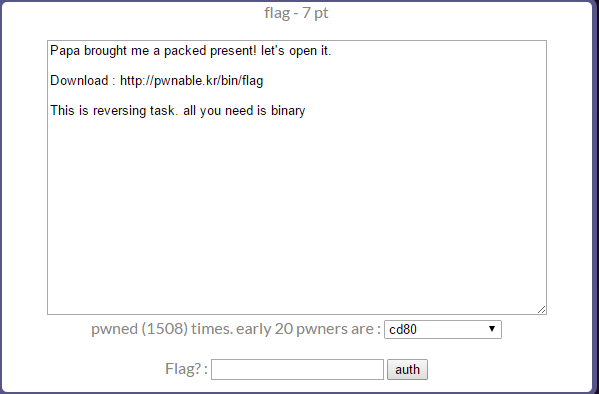 flag - 7 pt
Papa brought me a packed present! let's open it.
Download : http://pwnable.kr/bin/flag
This is reversing task. all you need is binary
pwned (1508) times. early 20 pwners are : cd80
Flag? : auth